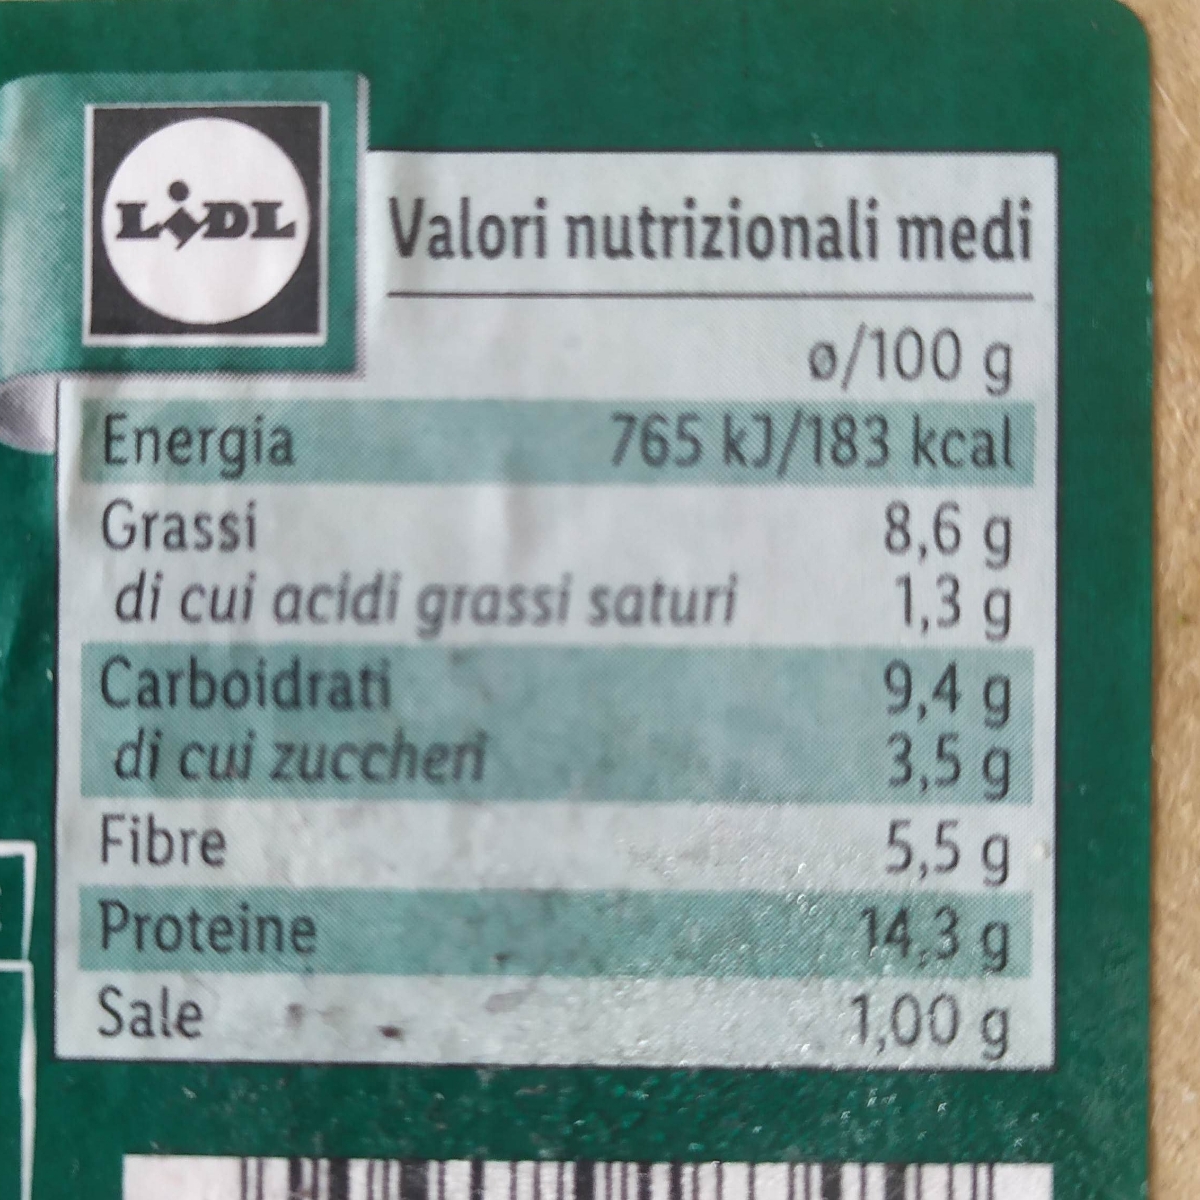 LIDL
Valori nutrizionali medi
ø/100 g
Energia 765 kJ/183 kcal
Grassi 8,6 g
di cui acidi grassi saturi 1,3 g
Carboidrati 9,4 g
di cui zuccheri 3,5 g
Fibre 5,5 g
Proteine 14,3 g
Sale 1,00 g